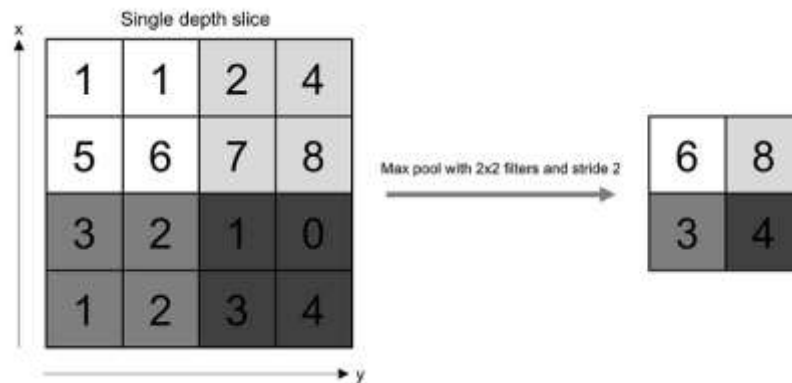 Single depth slice
x
1 1 2 4
5 6 7 8
3 2 1 0
1 2 3 4
y
Max pool with 2x2 filters and stride 2
6 8
3 4